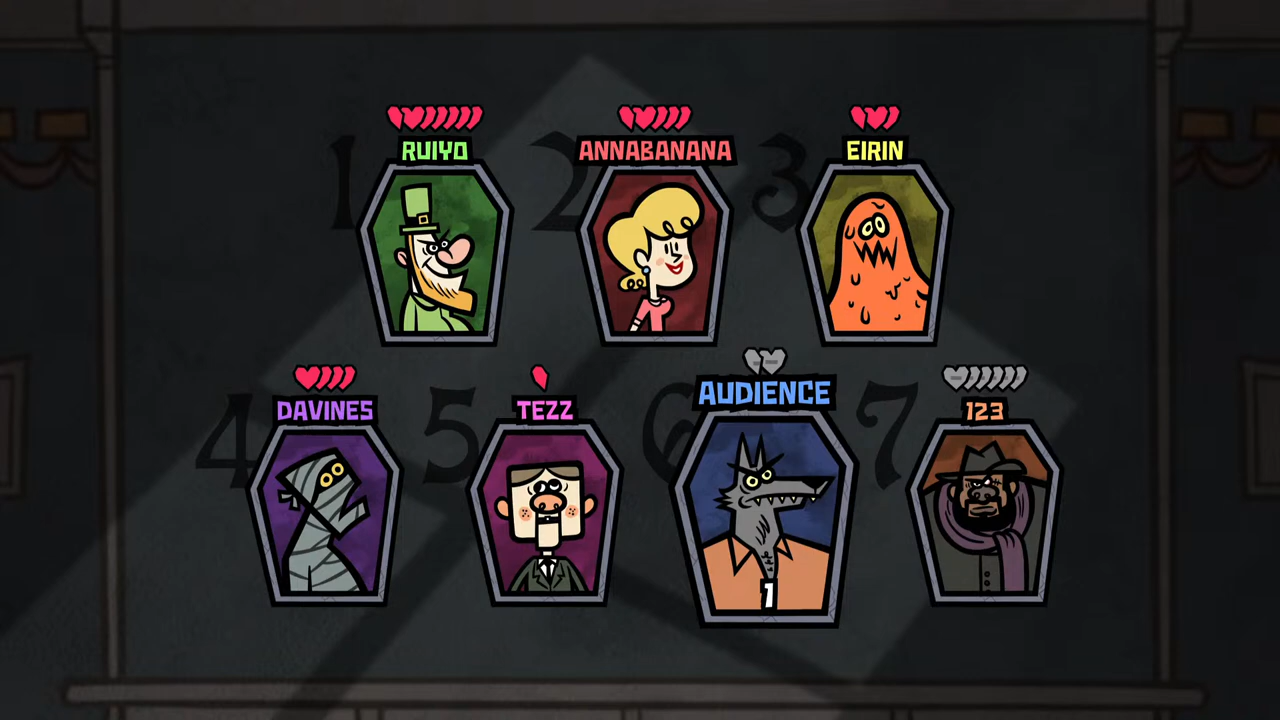 1 RUIYO
2 ANNABANANA
3 EIRIN
4 DAVINES
5 TEZZ
6 AUDIENCE
7 123
1